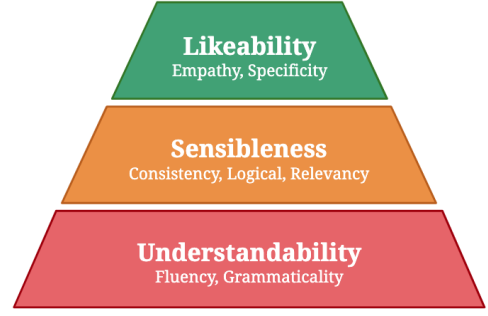 Likeability
Empathy, Specificity
Sensibleness
Consistency, Logical, Relevancy
Understandability
Fluency, Grammaticality